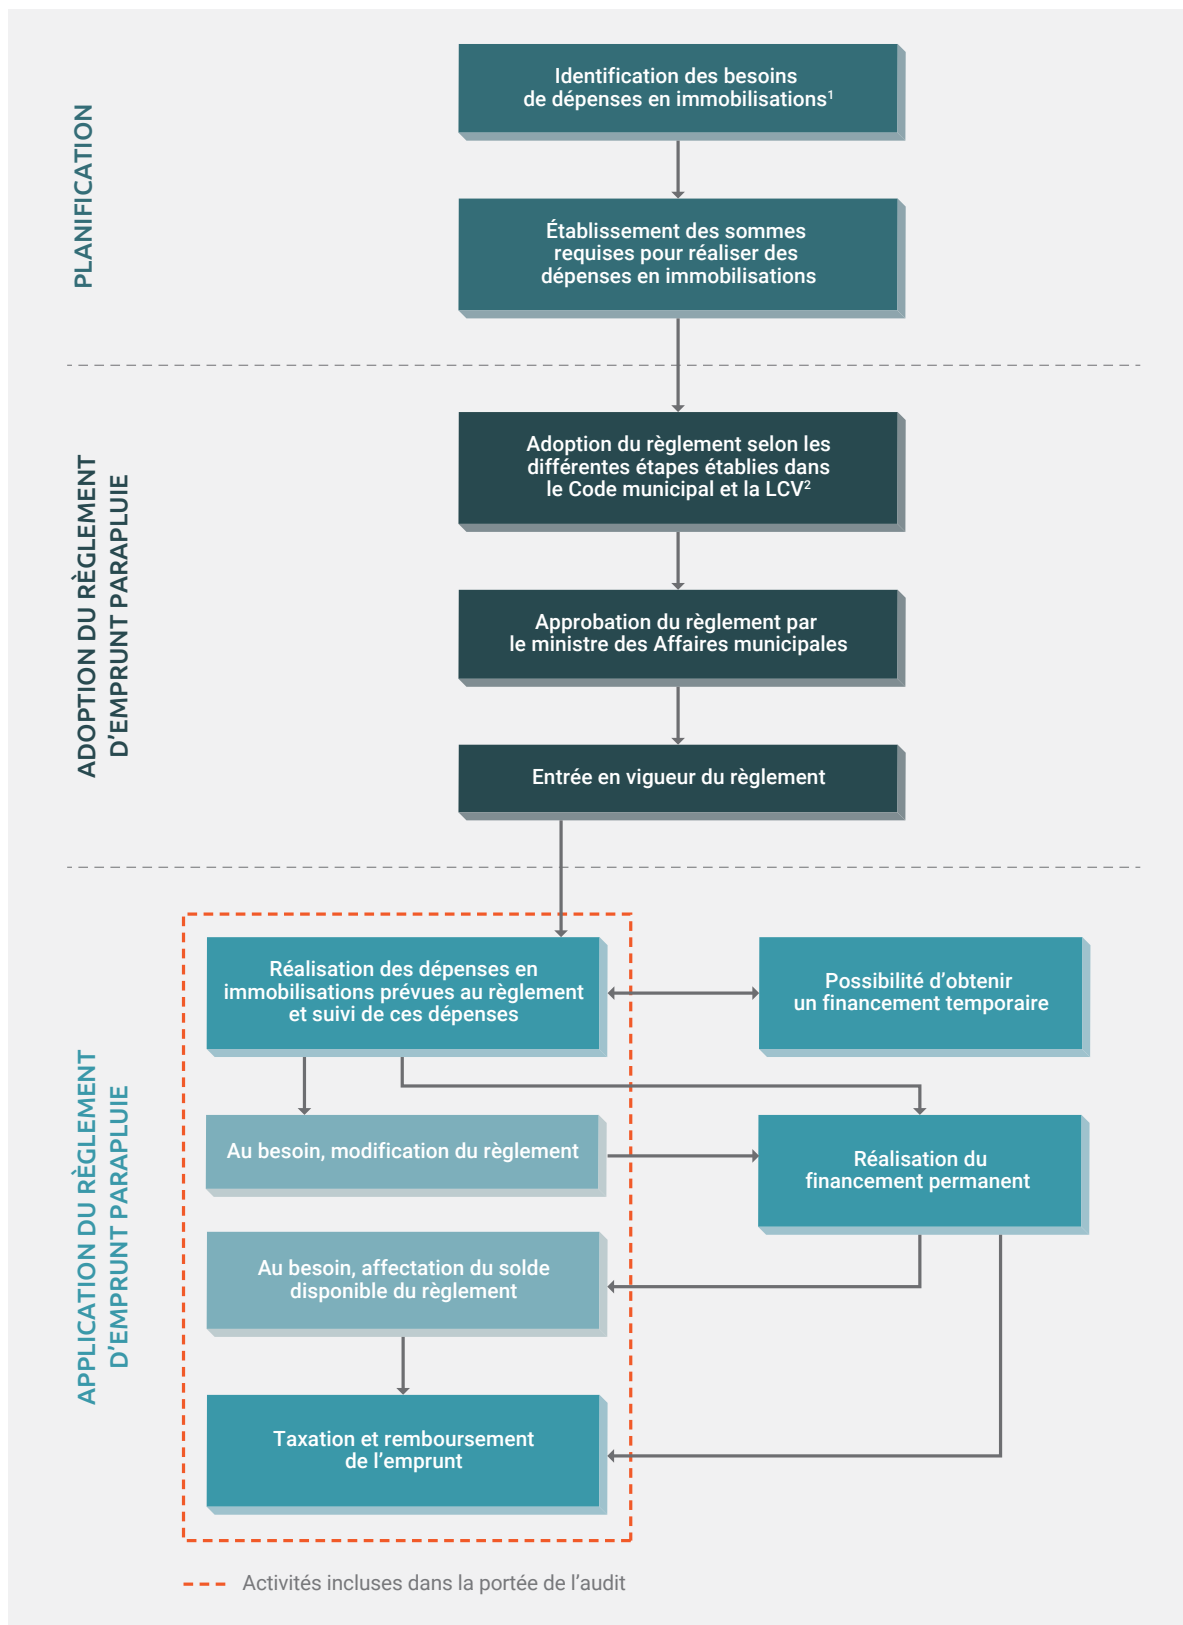 PLANIFICATION
Identification des besoins
de dépenses en immobilisations¹
Établissement des sommes
requises pour réaliser des
dépenses en immobilisations
ADOPTION DU RÈGLEMENT
D'EMPRUNT PARAPLUIE
Adoption du règlement selon les
différentes étapes établies dans
le Code municipal et la LCV²
Approbation du règlement par
le ministre des Affaires municipales
Entrée en vigueur du règlement
APPLICATION DU RÈGLEMENT
D'EMPRUNT PARAPLUIE
Réalisation des dépenses en
immobilisations prévues au règlement
et suivi de ces dépenses
Possibilité d'obtenir
un financement temporaire
Au besoin, modification du règlement
Réalisation du
financement permanent
Au besoin, affectation du solde
disponible du règlement
Taxation et remboursement
de l'emprunt
Activités incluses dans la portée de l'audit